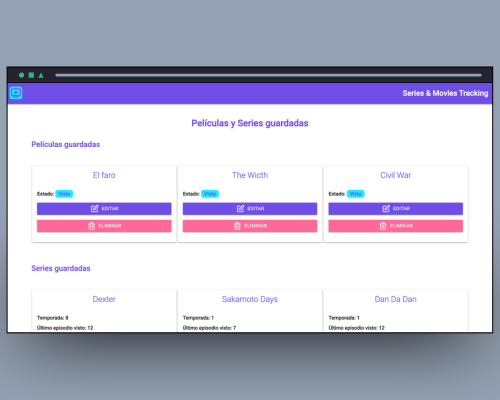 Series & Movies Tracking
Películas y Series guardadas
Películas guardadas
El faro
The Wicth
Civil War
Estado: Vista
Estado: Vista
Estado: Vista
EDITAR
EDITAR
EDITAR
ELIMINAR
ELIMINAR
ELIMINAR
Series guardadas
Dexter
Sakamoto Days
Dan Da Dan
Temporada: 8
Temporada: 1
Temporada: 1
Último episodio visto: 12
Último episodio visto: 7
Último episodio visto: 12